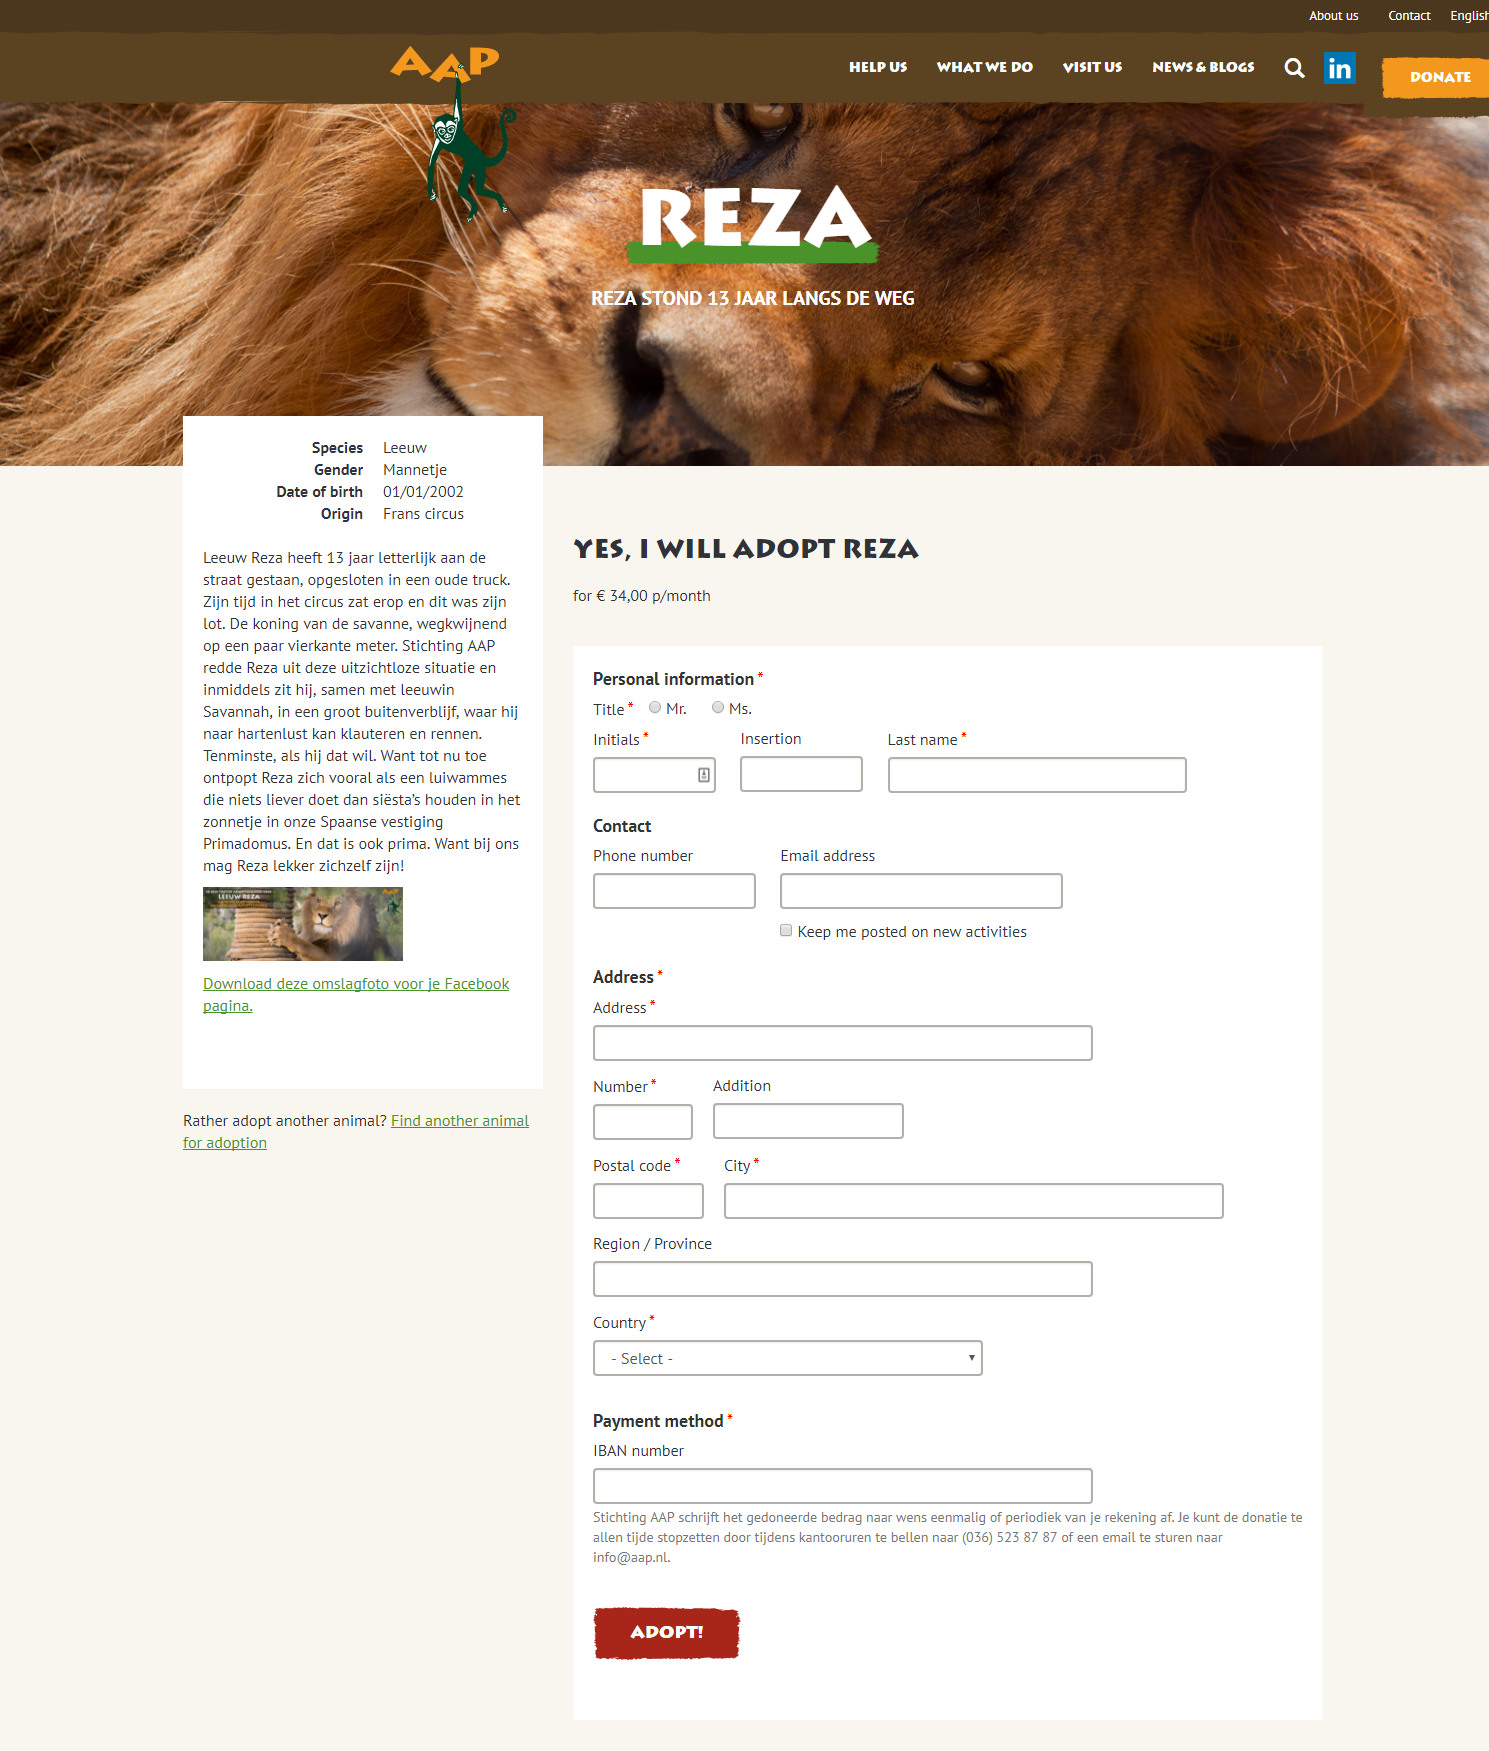 About us Contact English
AAP
HELP US WHAT WE DO VISIT US NEWS & BLOGS in DONATE
REZA
REZA STOND 13 JAAR LANGS DE WEG
Species Leeuw
Gender Mannetje
Date of birth 01/01/2002
Origin Frans circus
Leeuw Reza heeft 13 jaar letterlijk aan de
straat gestaan, opgesloten in een oude truck.
Zijn tijd in het circus zat erop en dit was zijn
lot. De koning van de savanne, wegkwijnend
op een paar vierkante meter. Stichting AAP
redde Reza uit deze uitzichtloze situatie en
inmiddels zit hij, samen met leeuwin
Savannah, in een groot buitenverblijf, waar hij
naar hartenlust kan klauteren en rennen.
Tenminste, als hij dat wil. Want tot nu toe
ontpopt Reza zich vooral als een luiwammes
die niets liever doet dan siësta's houden in het
zonnetje in onze Spaanse vestiging
Primadomus. En dat is ook prima. Want bij ons
mag Reza lekker zichzelf zijn!
LEEUW REZA
AAP
Download deze omslagfoto voor je Facebook
pagina.
Rather adopt another animal? Find another animal
for adoption
YES, I WILL ADOPT REZA
for € 34,00 p/month
Personal information *
Title * Mr. Ms.
Initials * Insertion Last name *
Contact
Phone number Email address
Keep me posted on new activities
Address *
Address *
Number * Addition
Postal code * City *
Region / Province
Country *
- Select -
Payment method *
IBAN number
Stichting AAP schrijft het gedoneerde bedrag naar wens eenmalig of periodiek van je rekening af. Je kunt de donatie te
allen tijde stopzetten door tijdens kantooruren te bellen naar (036) 523 87 87 of een email te sturen naar
info@aap.nl.
ADOPT!